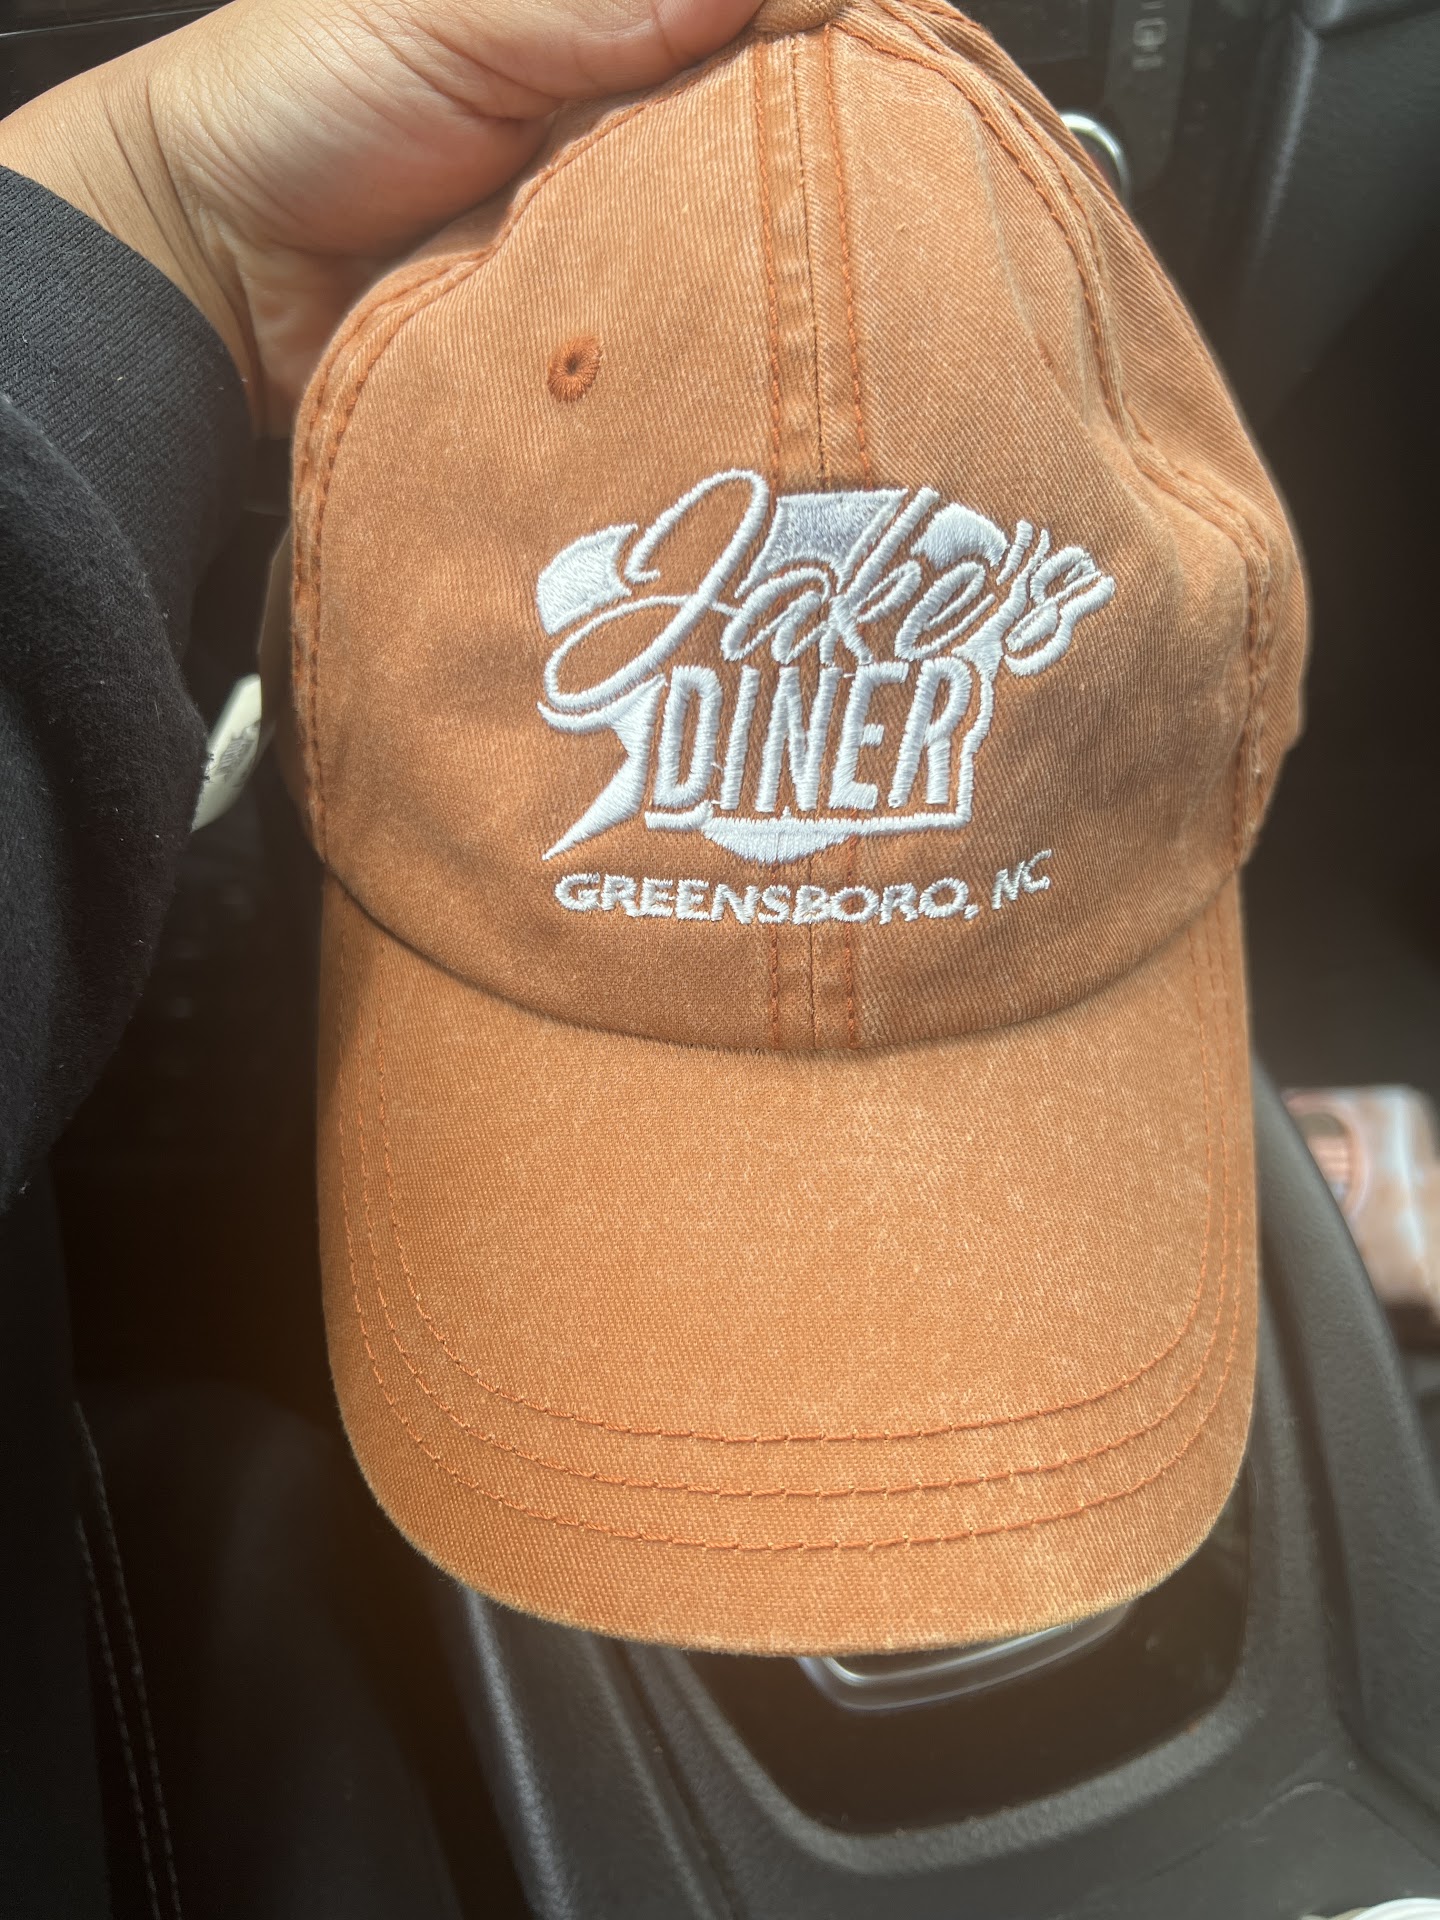 Jake's
DINER
GREENSBORO, NC